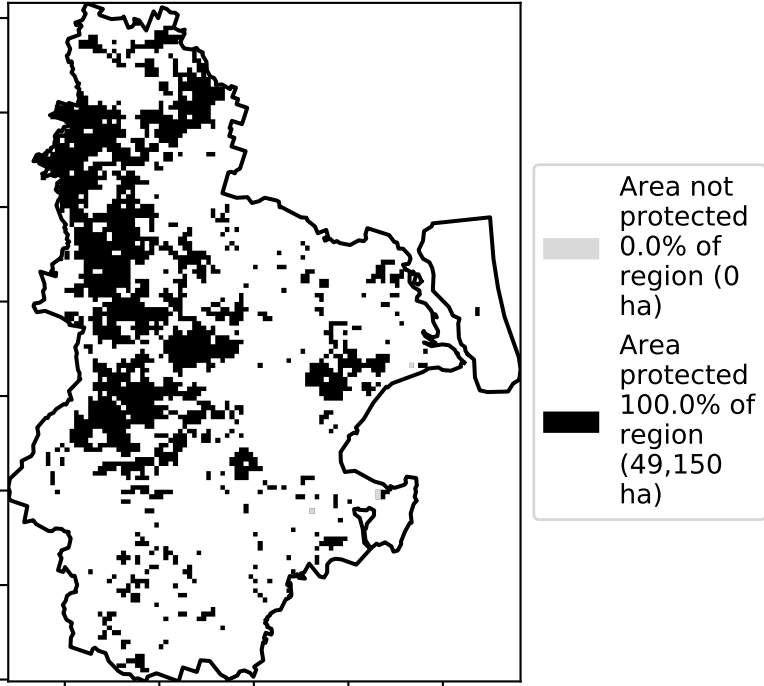 Area not
protected
0.0% of
region (0
ha)
Area
protected
100.0% of
region
(49,150
ha)